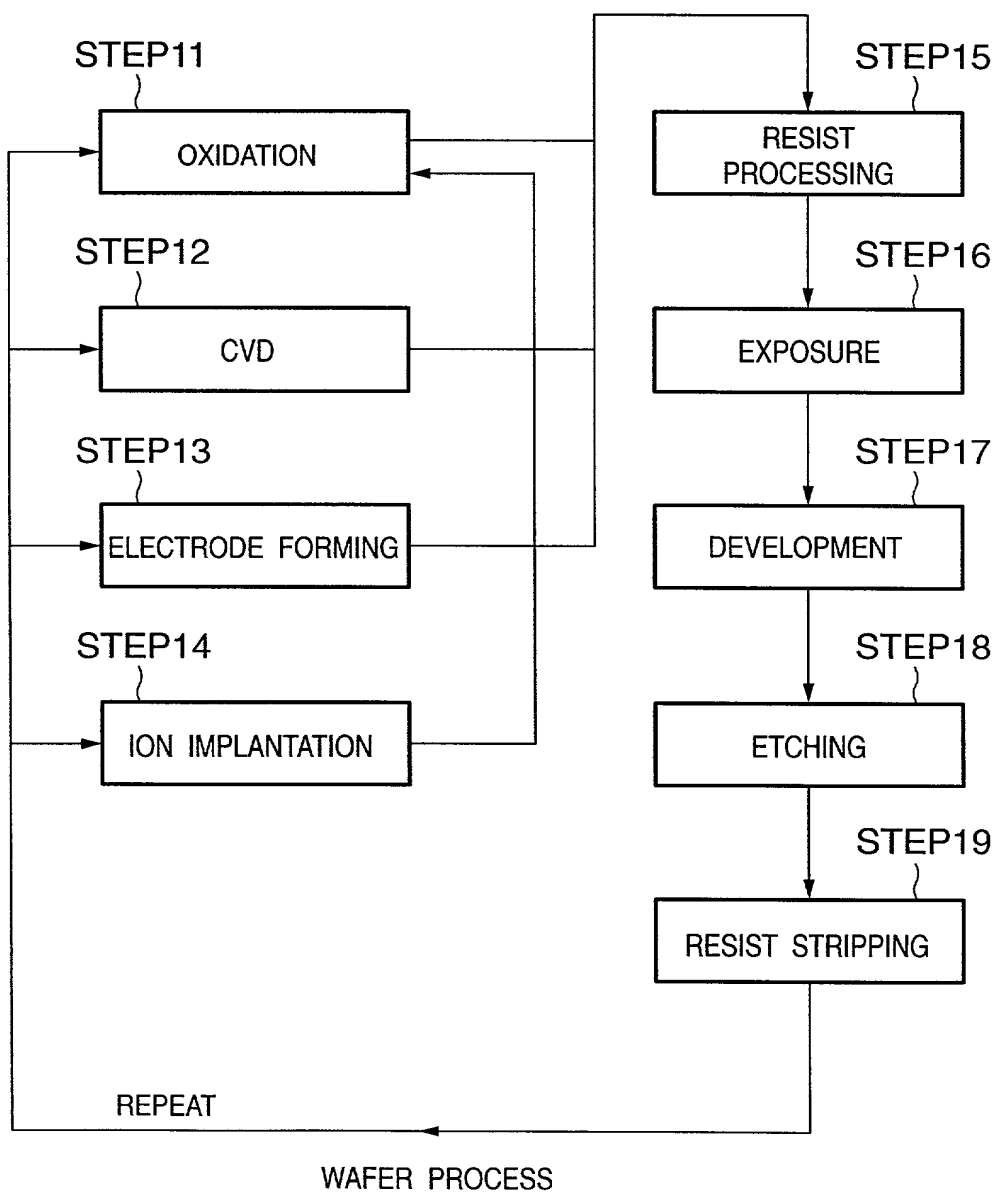 STEP11
OXIDATION
STEP12
CVD
STEP13
ELECTRODE FORMING
STEP14
ION IMPLANTATION
STEP15
RESIST
PROCESSING
STEP16
EXPOSURE
STEP17
DEVELOPMENT
STEP18
ETCHING
STEP19
RESIST STRIPPING
REPEAT
WAFER PROCESS